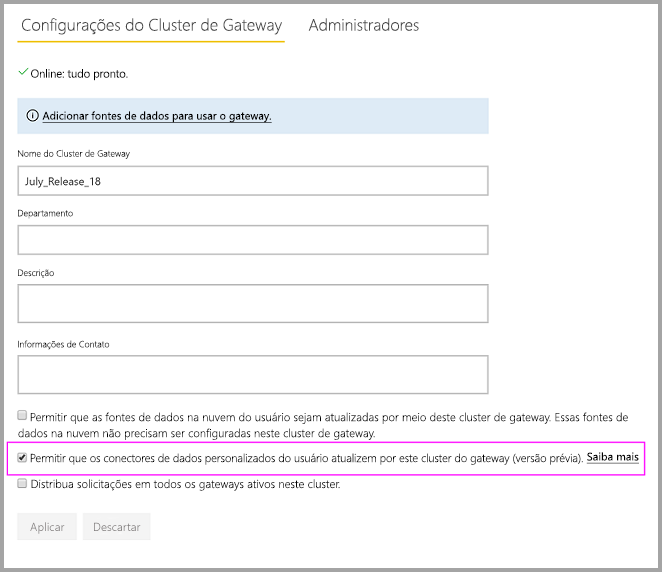 Configurações do Cluster de Gateway Administradores
Online: tudo pronto.
Adicionar fontes de dados para usar o gateway.
Nome do Cluster de Gateway
July_Release_18
Departamento
Descrição
Informações de Contato
Permitir que as fontes de dados na nuvem do usuário sejam atualizadas por meio deste cluster de gateway. Essas fontes de
dados na nuvem não precisam ser configuradas neste cluster de gateway.
Permitir que os conectores de dados personalizados do usuário atualizem por este cluster do gateway (versão prévia). Saiba mais
Distribua solicitações em todos os gateways ativos neste cluster.
Aplicar Descartar